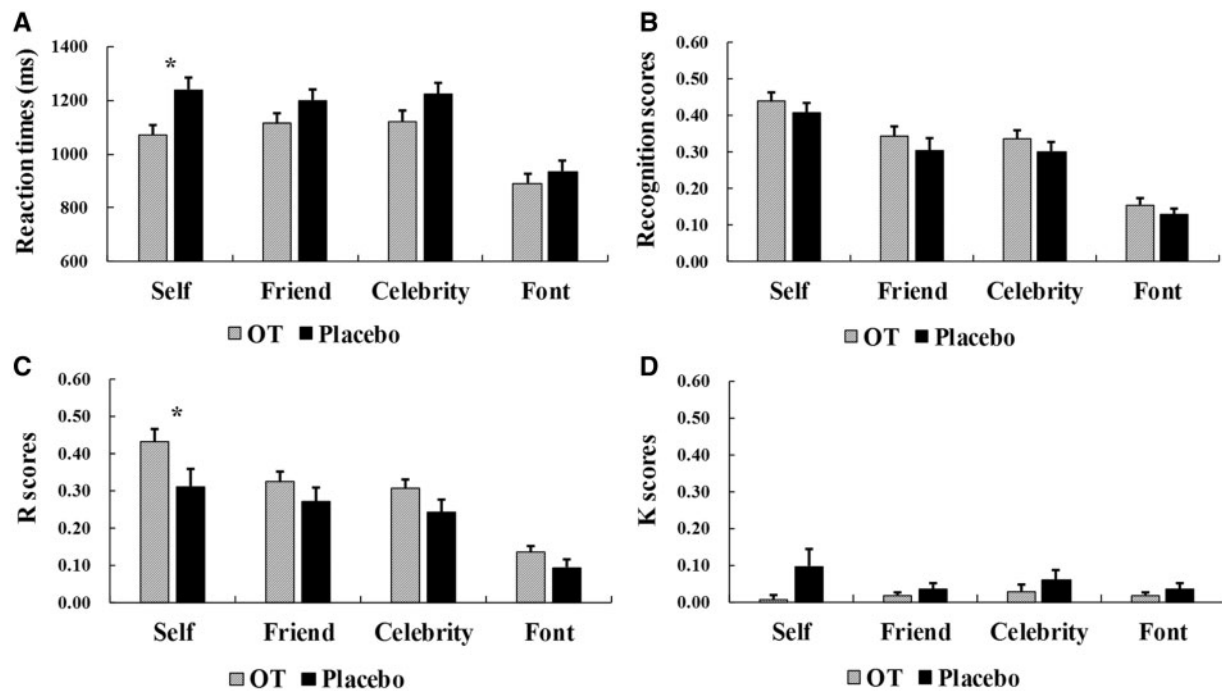 A
Reaction times (ms)
1400
1200
1000
800
600
*
Self Friend Celebrity Font
OT Placebo
B
Recognition scores
0.60
0.50
0.40
0.30
0.20
0.10
0.00
Self Friend Celebrity Font
OT Placebo
C
R scores
0.60
0.50
0.40
0.30
0.20
0.10
0.00
*
Self Friend Celebrity Font
OT Placebo
D
K scores
0.60
0.50
0.40
0.30
0.20
0.10
0.00
Self Friend Celebrity Font
OT Placebo